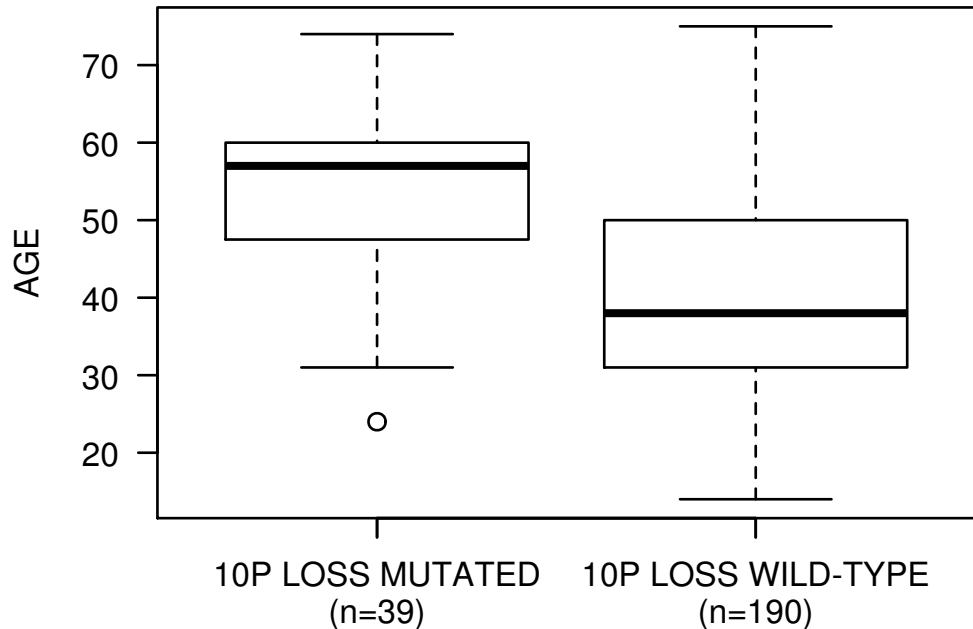 AGE
70
60
50
40
30
20
10P LOSS MUTATED
(n=39)
10P LOSS WILD-TYPE
(n=190)